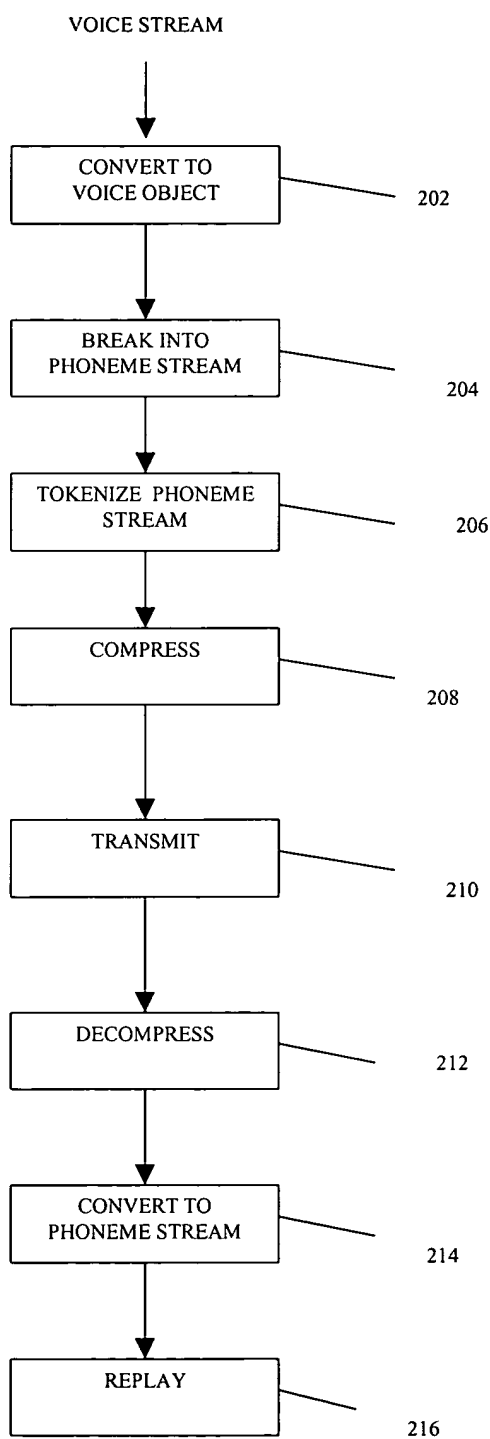 VOICE STREAM
CONVERT TO
VOICE OBJECT
202
BREAK INTO
PHONEME STREAM
204
TOKENIZE PHONEME
STREAM
206
COMPRESS
208
TRANSMIT
210
DECOMPRESS
212
CONVERT TO
PHONEME STREAM
214
REPLAY
216